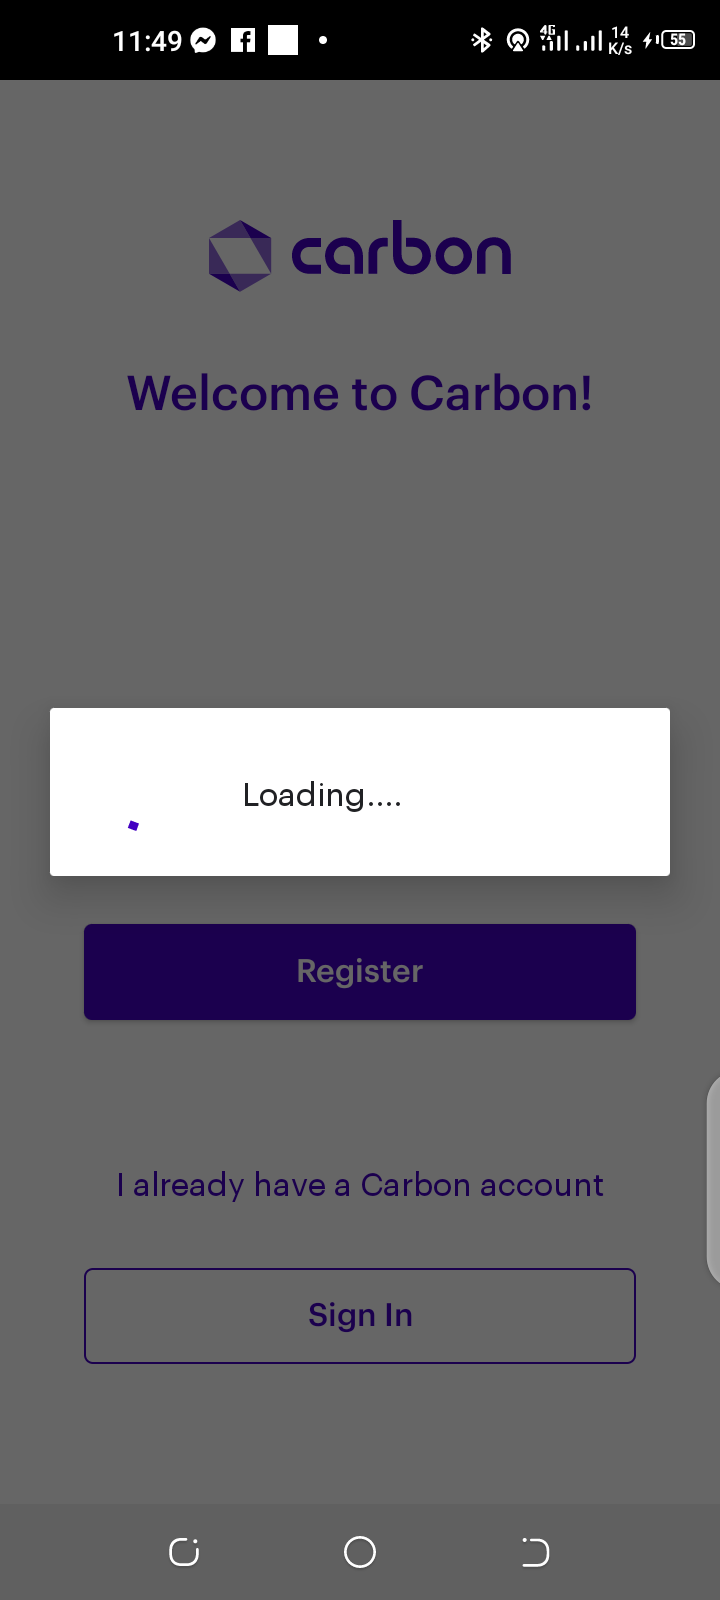 11:49 4G 14 K/s 55
carbon
Welcome to Carbon!
Loading....
Register
I already have a Carbon account
Sign In